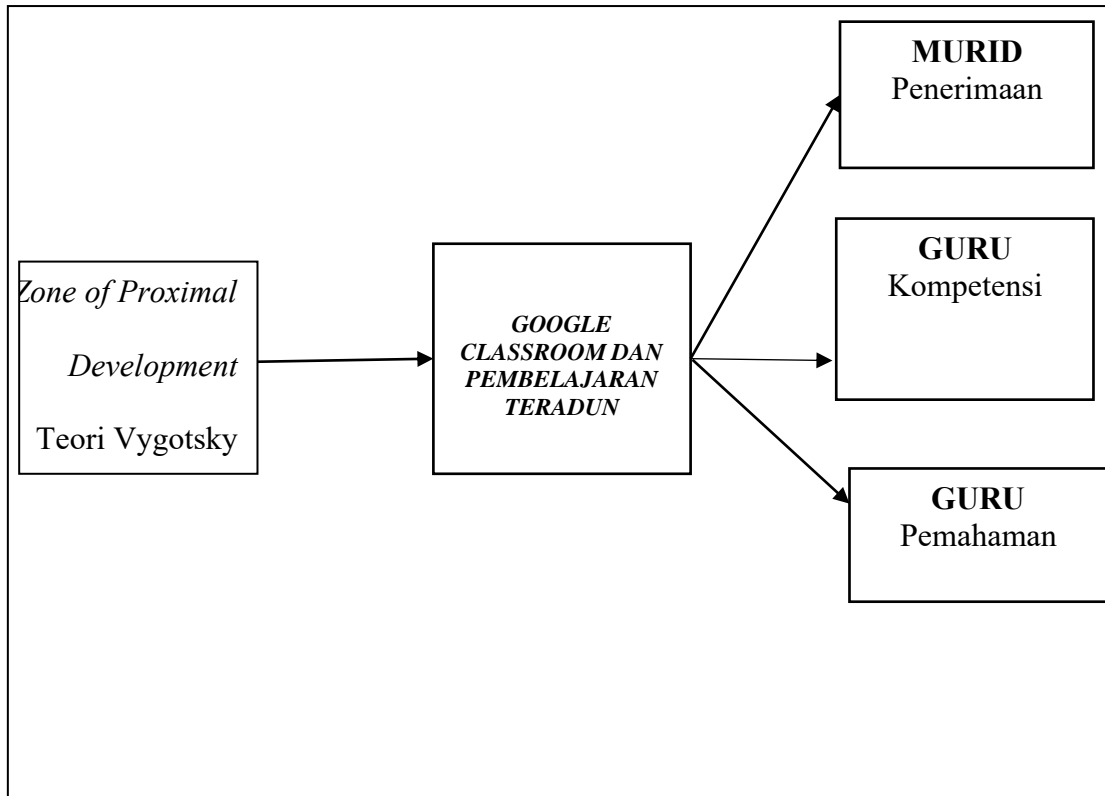 MURID
Penerimaan
GURU
Kompetensi
Zone of Proximal
Development
Teori Vygotsky
GOOGLE
CLASSROOM DAN
PEMBELAJARAN
TERADUN
GURU
Pemahaman